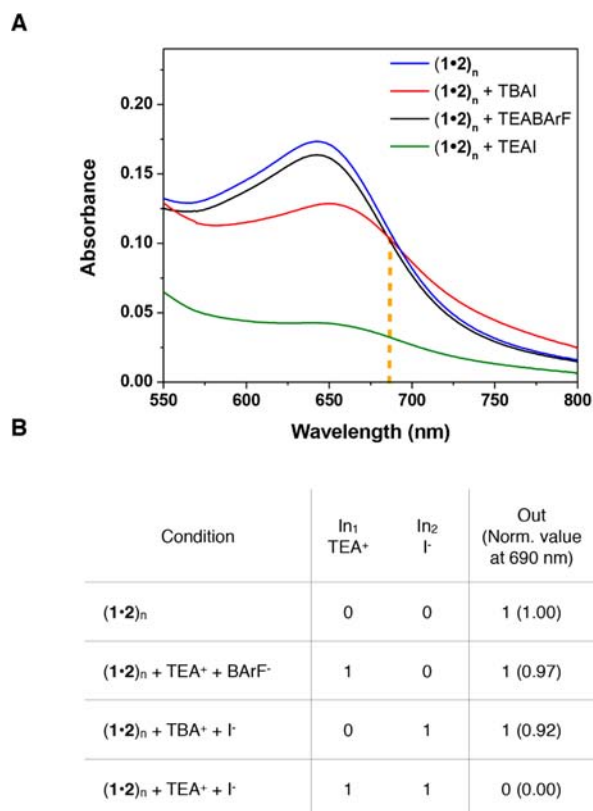 A
(1•2)n
(1•2)n + TBAI
(1•2)n + TEABArF
(1•2)n + TEAI
0.20
0.15
0.10
0.05
0.00
Absorbance
550 600 650 700 750 800
Wavelength (nm)
B
Condition In1 TEA+ In2 I- Out (Norm. value at 690 nm)
(1•2)n 0 0 1 (1.00)
(1•2)n + TEA+ + BArF- 1 0 1 (0.97)
(1•2)n + TBA+ + I- 0 1 1 (0.92)
(1•2)n + TEA+ + I- 1 1 0 (0.00)